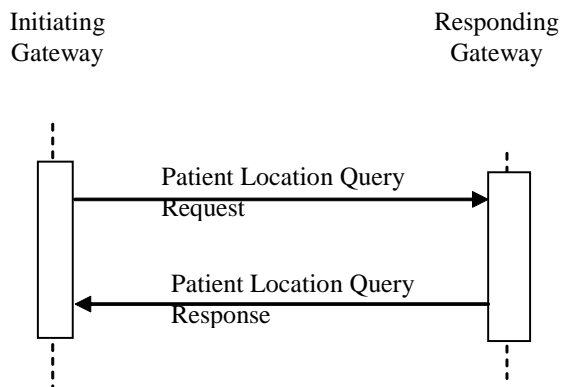 Initiating
Gateway
Responding
Gateway
Patient Location Query
Request
Patient Location Query
Response